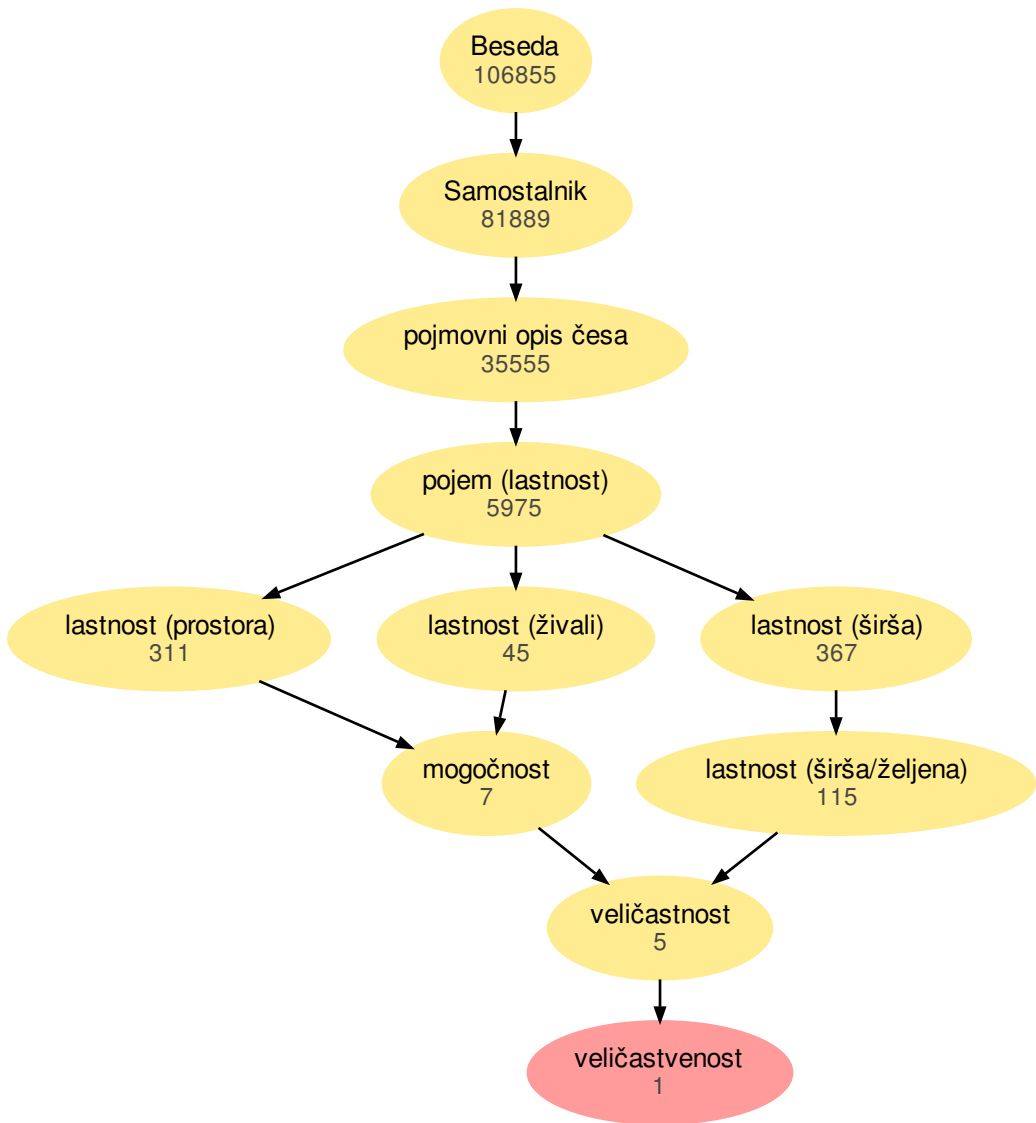 Beseda
106855
Samostalnik
81889
pojmovni opis česa
35555
pojem (lastnost)
5975
lastnost (prostora)
311
lastnost (živali)
45
lastnost (širša)
367
mogočnost
7
lastnost (širša/željena)
115
veličastnost
5
veličastvenost
1